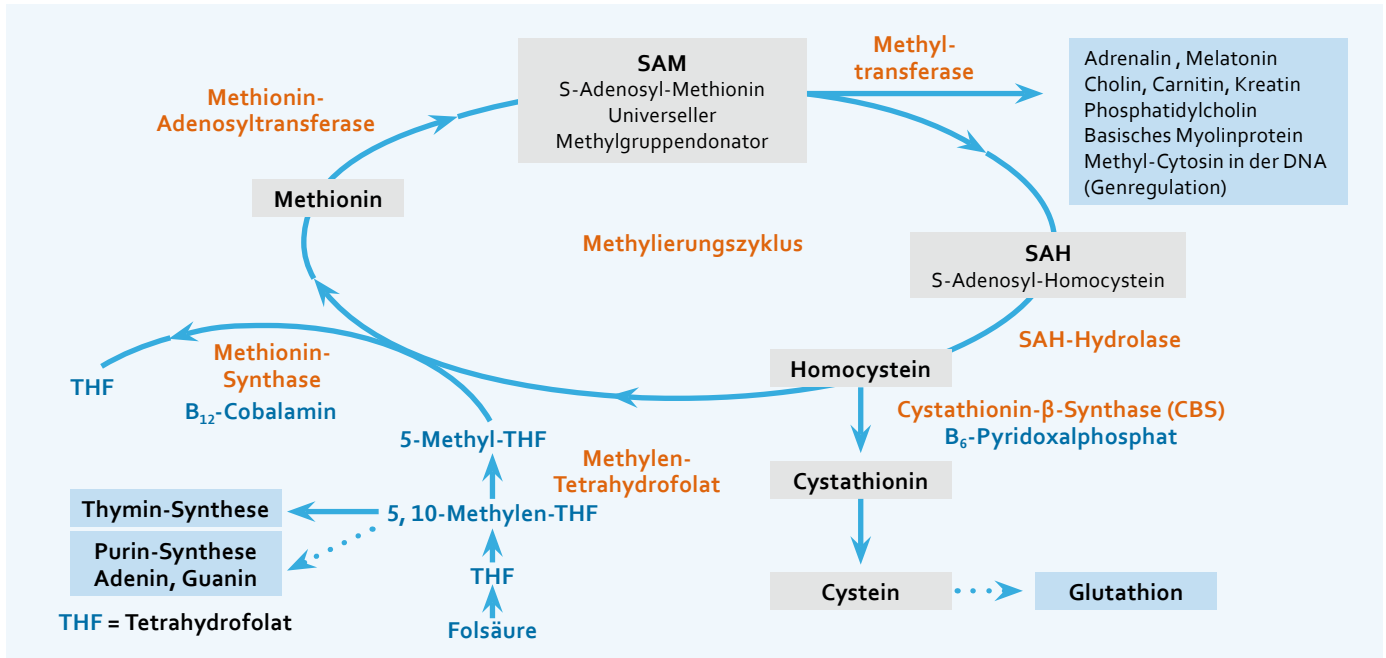 SAM
S-Adenosyl-Methionin
Universeller
Methylgruppendonator
Methyl-
transferase
Adrenalin , Melatonin
Cholin, Carnitin, Kreatin
Phosphatidylcholin
Basisches Myolinprotein
Methyl-Cytosin in der DNA
(Genregulation)
Methionin-
Adenosyltransferase
Methionin
Methylierungszyklus
SAH
S-Adenosyl-Homocystein
SAH-Hydrolase
Homocystein
THF
Methionin-
Synthase
B₁₂-Cobalamin
Cystathionin-β-Synthase (CBS)
B₆-Pyridoxalphosphat
5-Methyl-THF
Methylen-
Tetrahydrofolat
Cystathionin
Thymin-Synthese
5, 10-Methylen-THF
Purin-Synthese
Adenin, Guanin
THF
Cystein
Glutathion
THF = Tetrahydrofolat
Folsäure